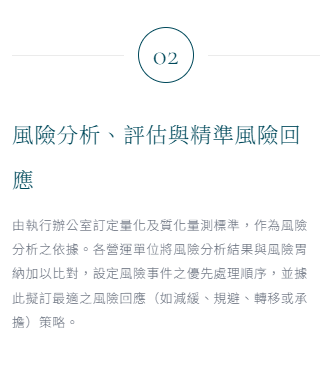 02
風險分析、評估與精準風險回
應
由執行辦公室訂定量化及質化量測標準，作為風險
分析之依據。各營運單位將風險分析結果與風險胃
納加以比對，設定風險事件之優先處理順序，並據
此擬訂最適之風險回應（如減緩、規避、轉移或承
擔）策略。